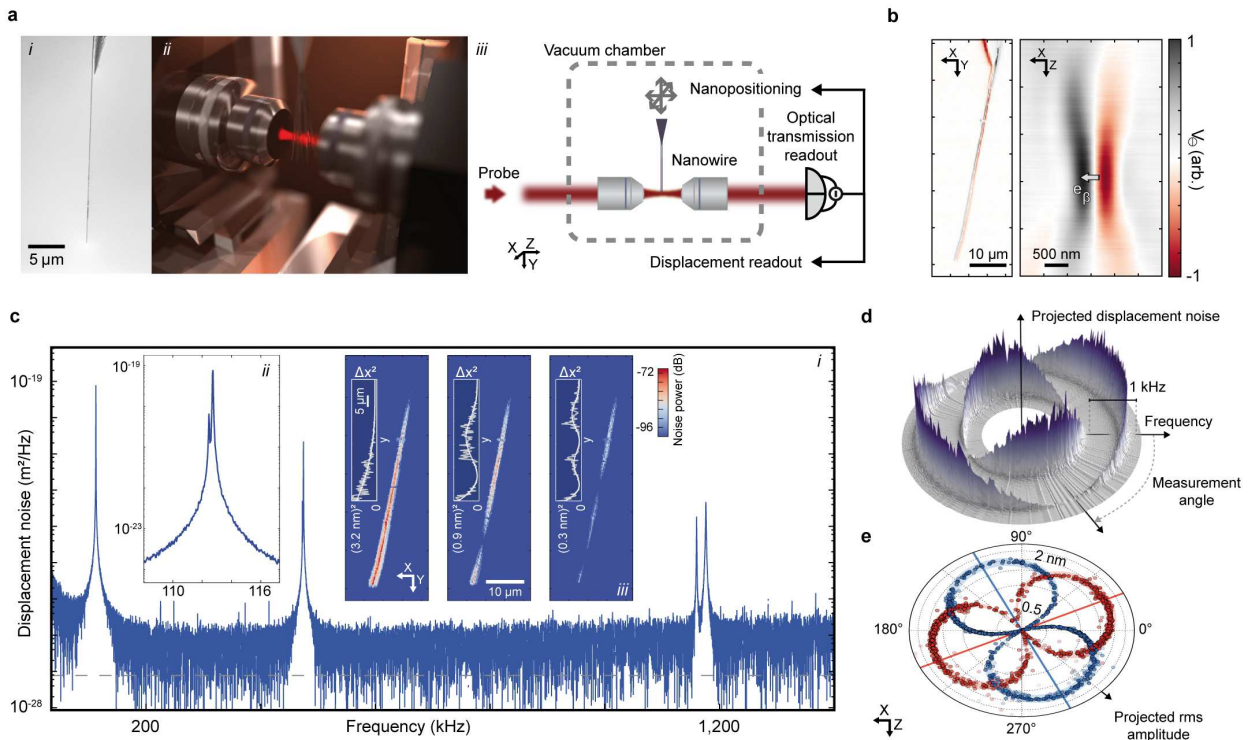 a
i
ii
iii
5 μm
Vacuum chamber
Nanopositioning
Optical
transmission
readout
Nanowire
Probe
X
Z
Y
Displacement readout
b
X
Y
10 μm
X
Z
eβ
500 nm
1
V⊖ (arb.)
-1
c
Displacement noise (m²/Hz)
10-19
10-28
200
Frequency (kHz)
1,200
i
ii
10-19
10-23
110
116
Δx²
5 μm
y
0
(3.2 nm)²
X
Y
Δx²
y
0
(0.9 nm)²
10 μm
Δx²
y
0
(0.3 nm)²
iii
-72
-96
Noise power (dB)
d
Projected displacement noise
1 kHz
Frequency
Measurement
angle
e
90°
2 nm
0.5
180°
0°
270°
X
Z
Projected rms
amplitude